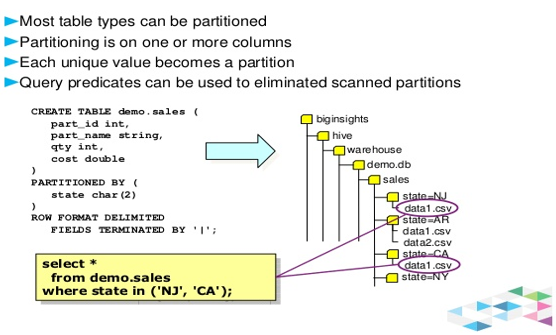 Most table types can be partitioned
Partitioning is on one or more columns
Each unique value becomes a partition
Query predicates can be used to eliminated scanned partitions
CREATE TABLE demo.sales (
part_id int,
part_name string,
qty int,
cost double
)
PARTITIONED BY (
state char(2)
)
ROW FORMAT DELIMITED
FIELDS TERMINATED BY '|';
select *
from demo.sales
where state in ('NJ', 'CA');
biginsights
hive
warehouse
demo.db
sales
state=NJ
data1.csv
state=AR
data1.csv
data2.csv
state=CA
data1.csv
state=NY